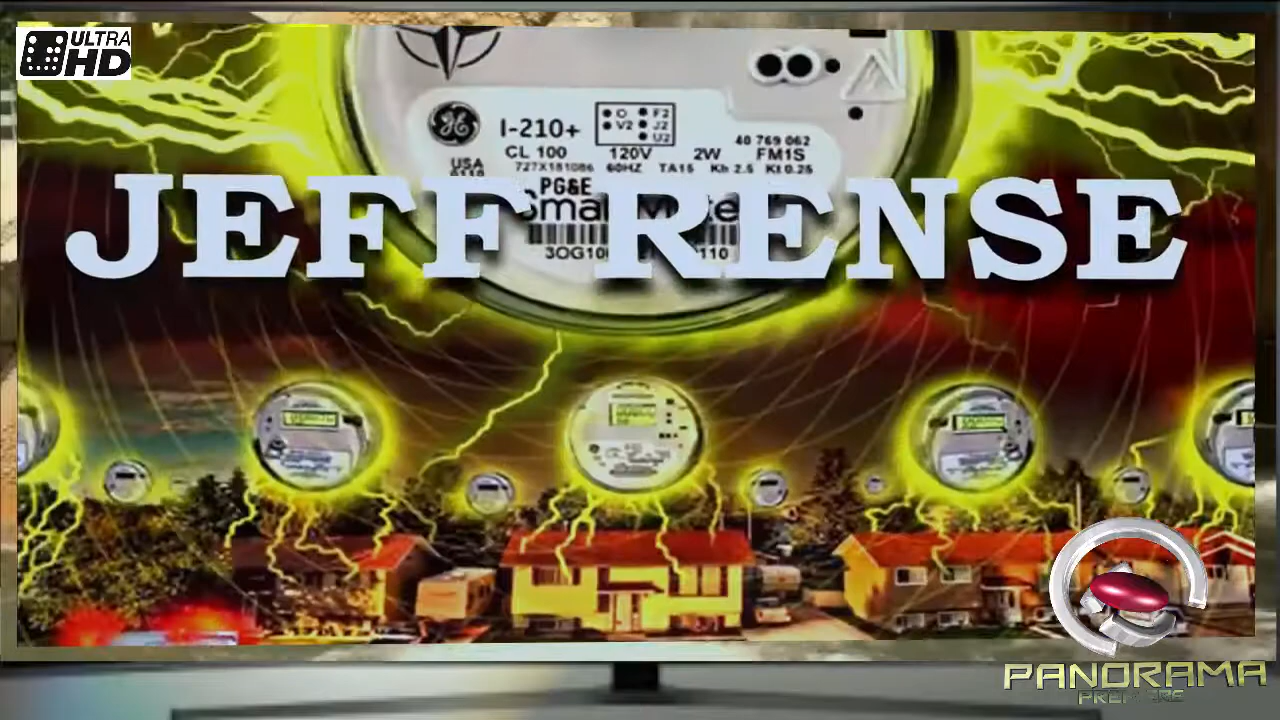 ULTRA
HD
I-210+
CL 100 120V 2W FM1S
40 769 062
727X181086 60HZ TA15 Kh 2.5 Kt 0.25
USA
PG&E
JEFF RENSE
PANORAMA